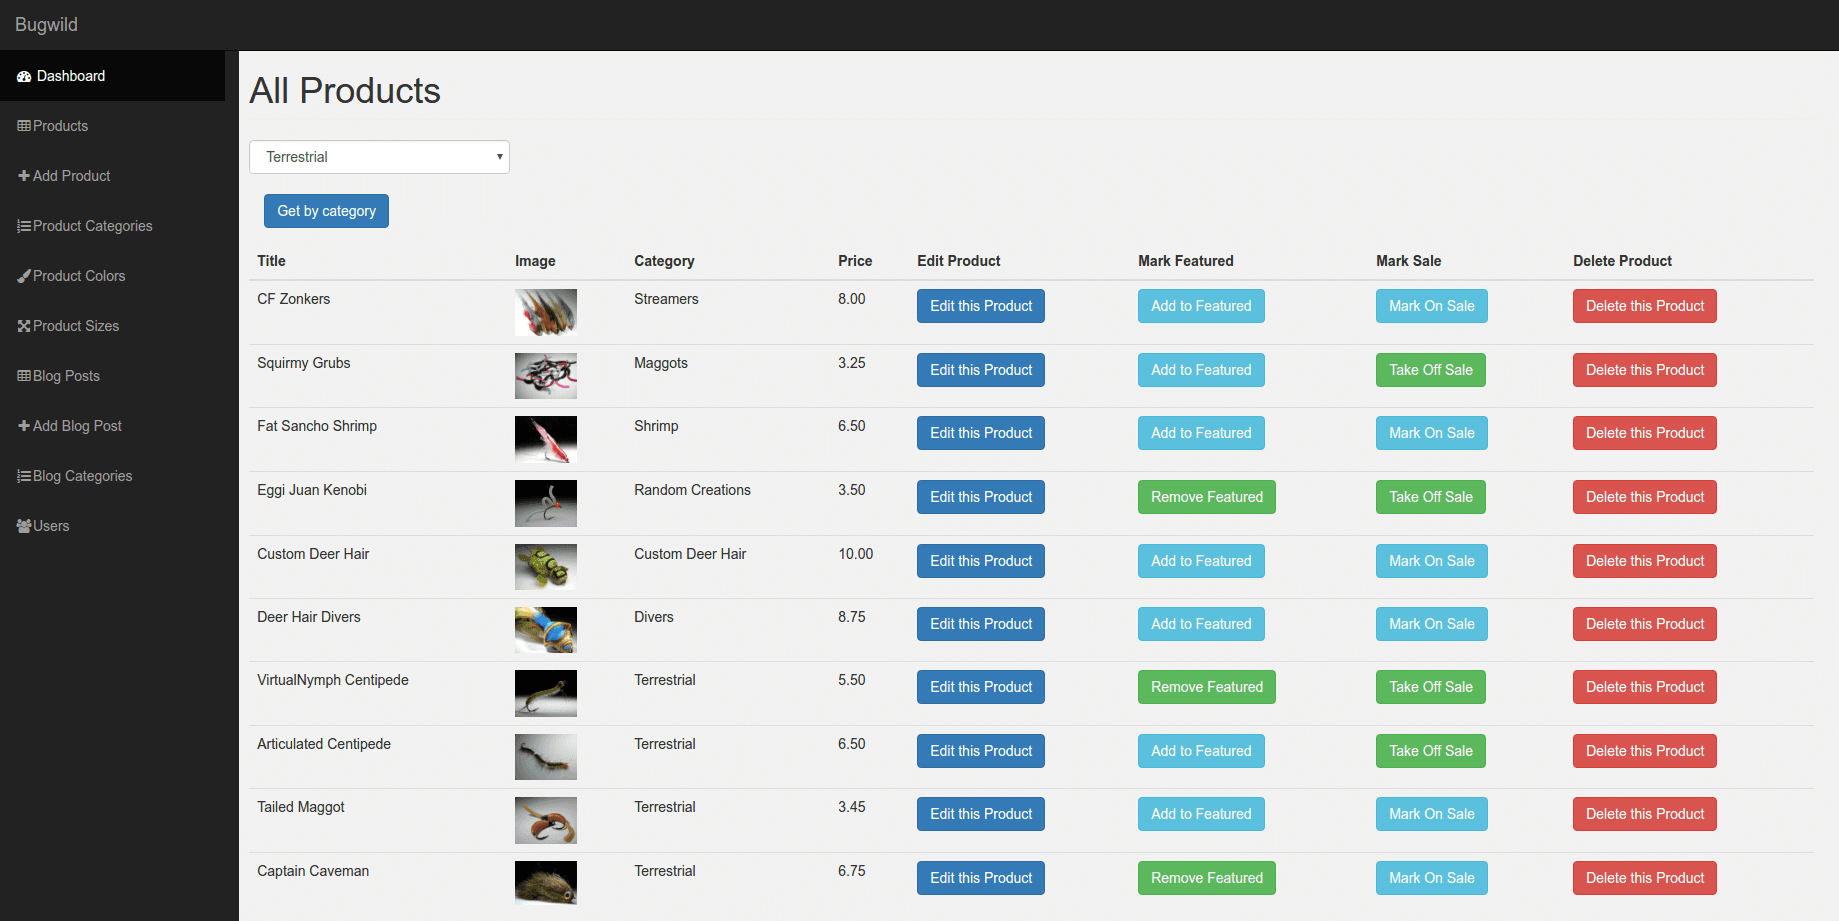 Bugwild
Dashboard
Products
Add Product
Product Categories
Product Colors
Product Sizes
Blog Posts
Add Blog Post
Blog Categories
Users
All Products
Terrestrial
Get by category
Title Image Category Price Edit Product Mark Featured Mark Sale Delete Product
CF Zonkers Streamers 8.00 Edit this Product Add to Featured Mark On Sale Delete this Product
Squirmy Grubs Maggots 3.25 Edit this Product Add to Featured Take Off Sale Delete this Product
Fat Sancho Shrimp Shrimp 6.50 Edit this Product Add to Featured Mark On Sale Delete this Product
Eggi Juan Kenobi Random Creations 3.50 Edit this Product Remove Featured Take Off Sale Delete this Product
Custom Deer Hair Custom Deer Hair 10.00 Edit this Product Add to Featured Mark On Sale Delete this Product
Deer Hair Divers Divers 8.75 Edit this Product Add to Featured Mark On Sale Delete this Product
VirtualNymph Centipede Terrestrial 5.50 Edit this Product Remove Featured Take Off Sale Delete this Product
Articulated Centipede Terrestrial 6.50 Edit this Product Add to Featured Take Off Sale Delete this Product
Tailed Maggot Terrestrial 3.45 Edit this Product Add to Featured Mark On Sale Delete this Product
Captain Caveman Terrestrial 6.75 Edit this Product Remove Featured Mark On Sale Delete this Product